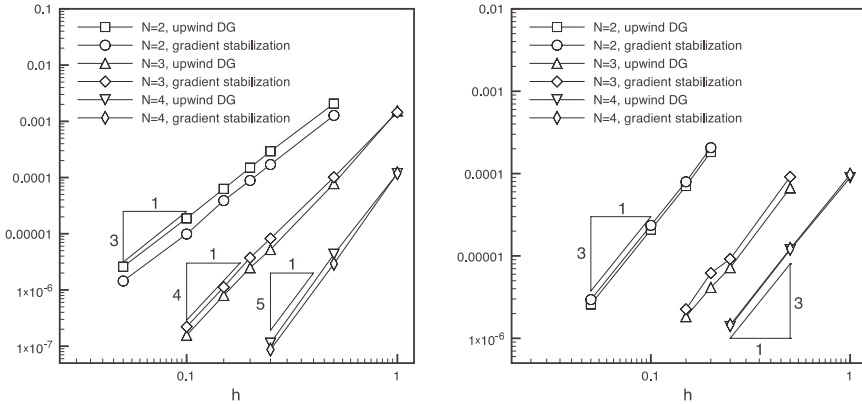 0.1
0.01
0.001
0.0001
0.00001
1×10⁻⁶
1×10⁻⁷
N=2, upwind DG
N=2, gradient stabilization
N=3, upwind DG
N=3, gradient stabilization
N=4, upwind DG
N=4, gradient stabilization
1
3
1
4
1
5
0.1
1
h
0.01
0.001
0.0001
0.00001
1×10⁻⁶
N=2, upwind DG
N=2, gradient stabilization
N=3, upwind DG
N=3, gradient stabilization
N=4, upwind DG
N=4, gradient stabilization
1
3
3
1
0.1
1
h